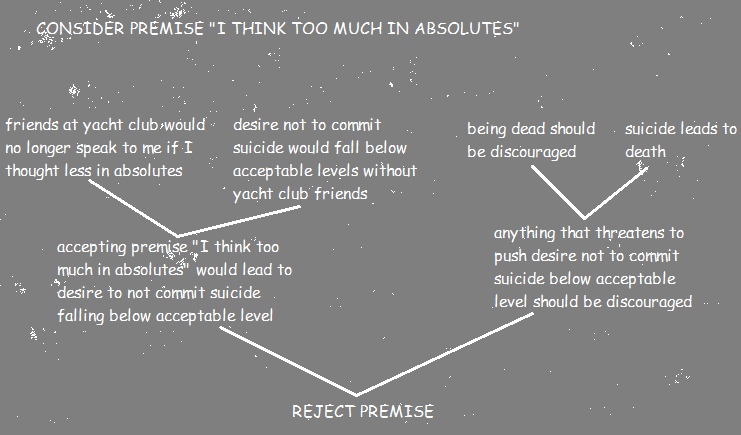 CONSIDER PREMISE "I THINK TOO MUCH IN ABSOLUTES"
friends at yacht club would
no longer speak to me if I
thought less in absolutes
desire not to commit
suicide would fall below
acceptable levels without
yacht club friends
being dead should
be discouraged
suicide leads to
death
accepting premise "I think too
much in absolutes" would lead to
desire to not commit suicide
falling below acceptable level
anything that threatens to
push desire not to commit
suicide below acceptable
level should be discouraged
REJECT PREMISE